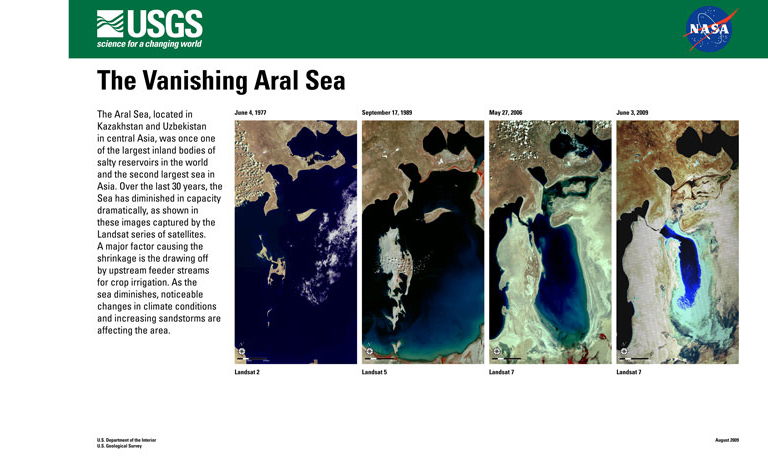 USGS
science for a changing world
NASA
The Vanishing Aral Sea
The Aral Sea, located in
Kazakhstan and Uzbekistan
in central Asia, was once one
of the largest inland bodies of
salty reservoirs in the world
and the second largest sea in
Asia. Over the last 30 years, the
Sea has diminished in capacity
dramatically, as shown in
these images captured by the
Landsat series of satellites.
A major factor causing the
shrinkage is the drawing off
by upstream feeder streams
for crop irrigation. As the
sea diminishes, noticeable
changes in climate conditions
and increasing sandstorms are
affecting the area.
June 4, 1977
September 17, 1989
May 27, 2006
June 3, 2009
Landsat 2
Landsat 5
Landsat 7
Landsat 7
U.S. Department of the Interior
U.S. Geological Survey
August 2009